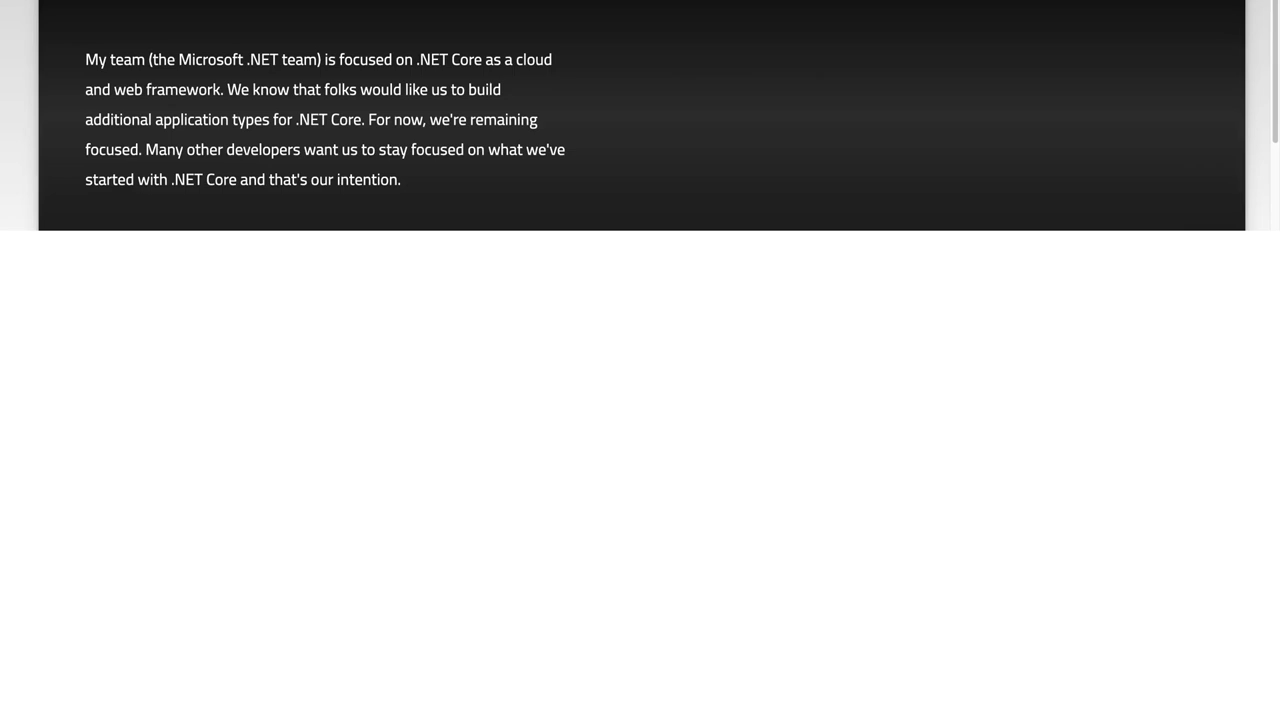 My team (the Microsoft .NET team) is focused on .NET Core as a cloud
and web framework. We know that folks would like us to build
additional application types for .NET Core. For now, we're remaining
focused. Many other developers want us to stay focused on what we've
started with .NET Core and that's our intention.